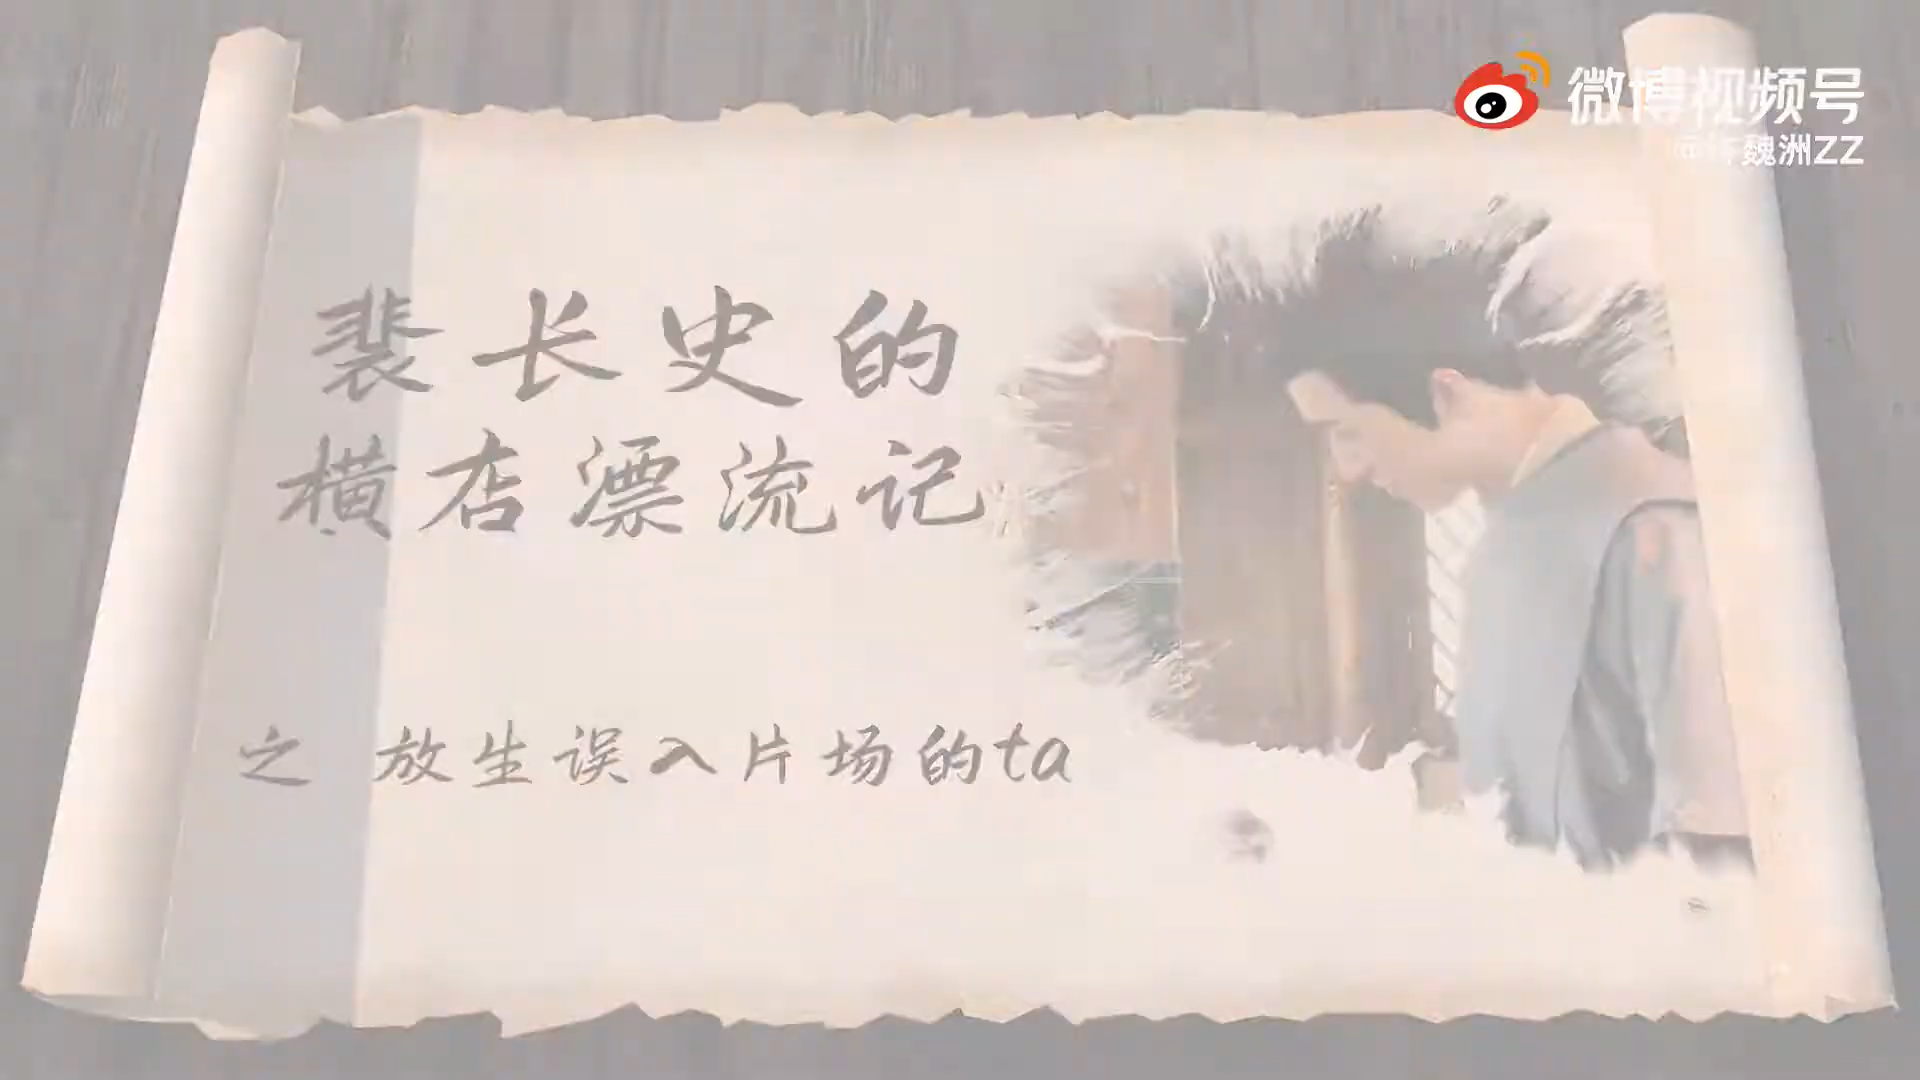 微博视频号
魏洲ZZ
裴长史的
横店漂流记
之 放生误入片场的ta